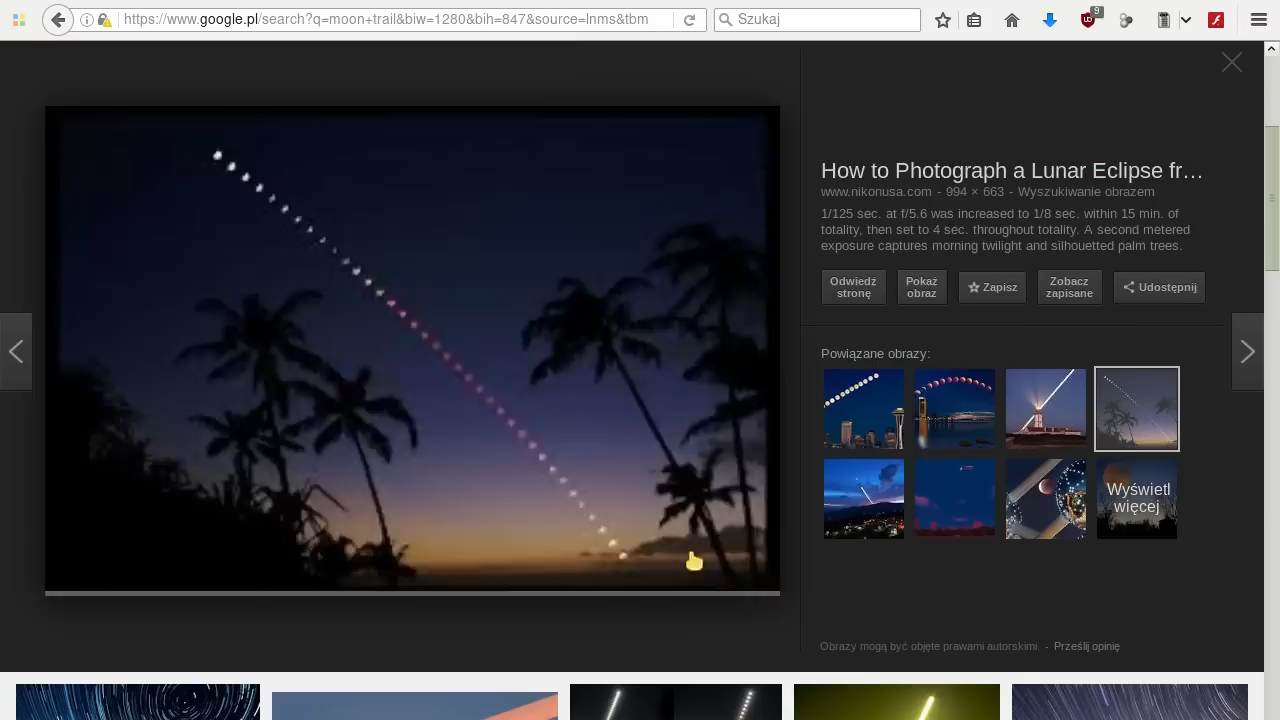 https://www.google.pl/search?q=moon+trail&biw=1280&bih=847&source=lnms&tbm
Szukaj
9
How to Photograph a Lunar Eclipse fr…
www.nikonusa.com - 994 × 663 - Wyszukiwanie obrazem
1/125 sec. at f/5.6 was increased to 1/8 sec. within 15 min. of
totality, then set to 4 sec. throughout totality. A second metered
exposure captures morning twilight and silhouetted palm trees.
Odwiedź
stronę
Pokaż
obraz
Zapisz
Zobacz
zapisane
Udostępnij
Powiązane obrazy:
Wyświetl
więcej
Obrazy mogą być objęte prawami autorskimi. - Prześlij opinię